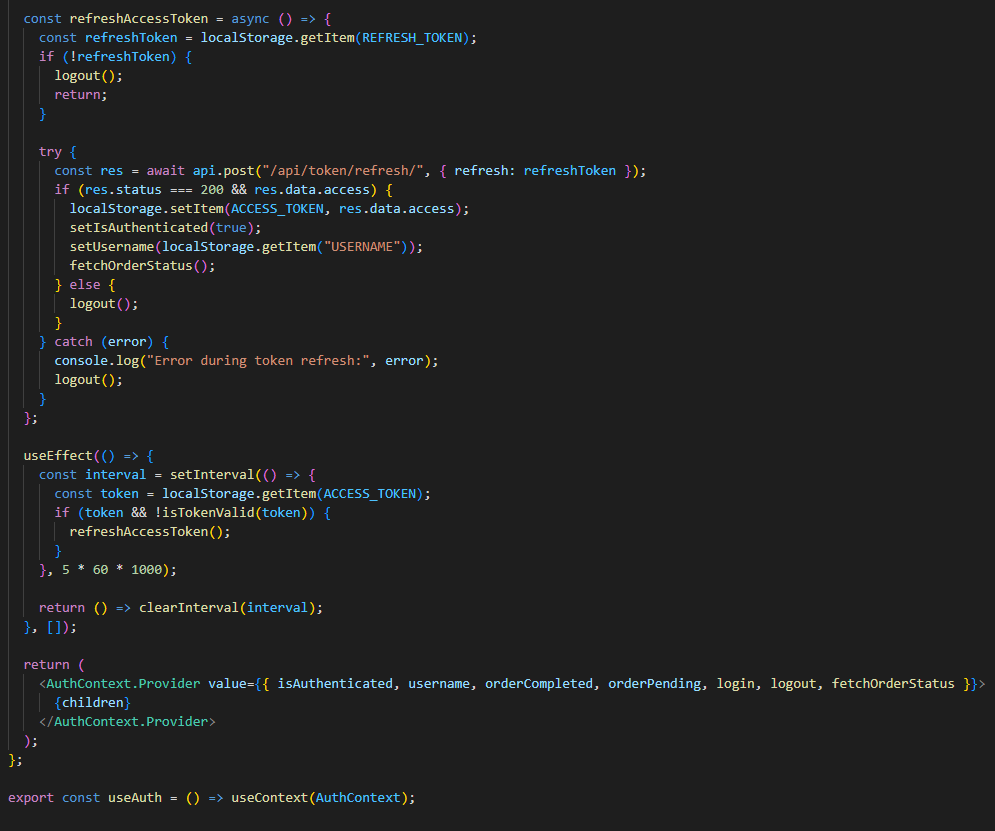 const refreshAccessToken = async () => {
const refreshToken = localStorage.getItem(REFRESH_TOKEN);
if (!refreshToken) {
logout();
return;
}
try {
const res = await api.post("/api/token/refresh/", { refresh: refreshToken });
if (res.status === 200 && res.data.access) {
localStorage.setItem(ACCESS_TOKEN, res.data.access);
setIsAuthenticated(true);
setUsername(localStorage.getItem("USERNAME"));
fetchOrderStatus();
} else {
logout();
}
} catch (error) {
console.log("Error during token refresh:", error);
logout();
}
};
useEffect(() => {
const interval = setInterval(() => {
const token = localStorage.getItem(ACCESS_TOKEN);
if (token && !isTokenValid(token)) {
refreshAccessToken();
}
}, 5 * 60 * 1000);
return () => clearInterval(interval);
}, []);
return (
<AuthContext.Provider value={{ isAuthenticated, username, orderCompleted, orderPending, login, logout, fetchOrderStatus }}>
{children}
</AuthContext.Provider>
);
};
export const useAuth = () => useContext(AuthContext);